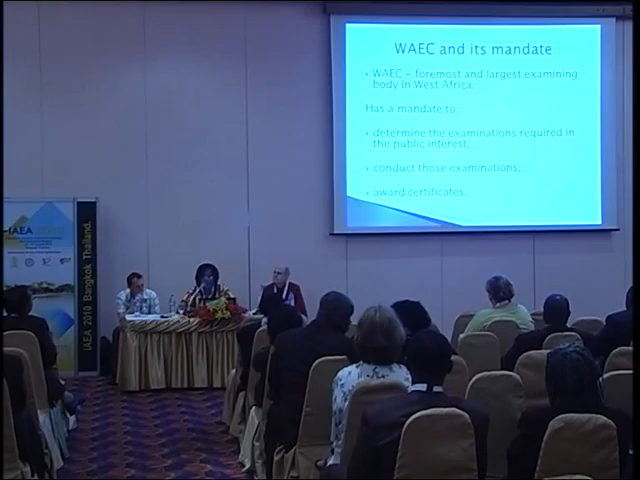 WAEC and its mandate
WAEC – foremost and largest examining
body in West Africa.
Has a mandate to:
determine the examinations required in
the public interest;
conduct those examinations;
award certificates.
IAEA
IAEA 2010 Bangkok Thailand.